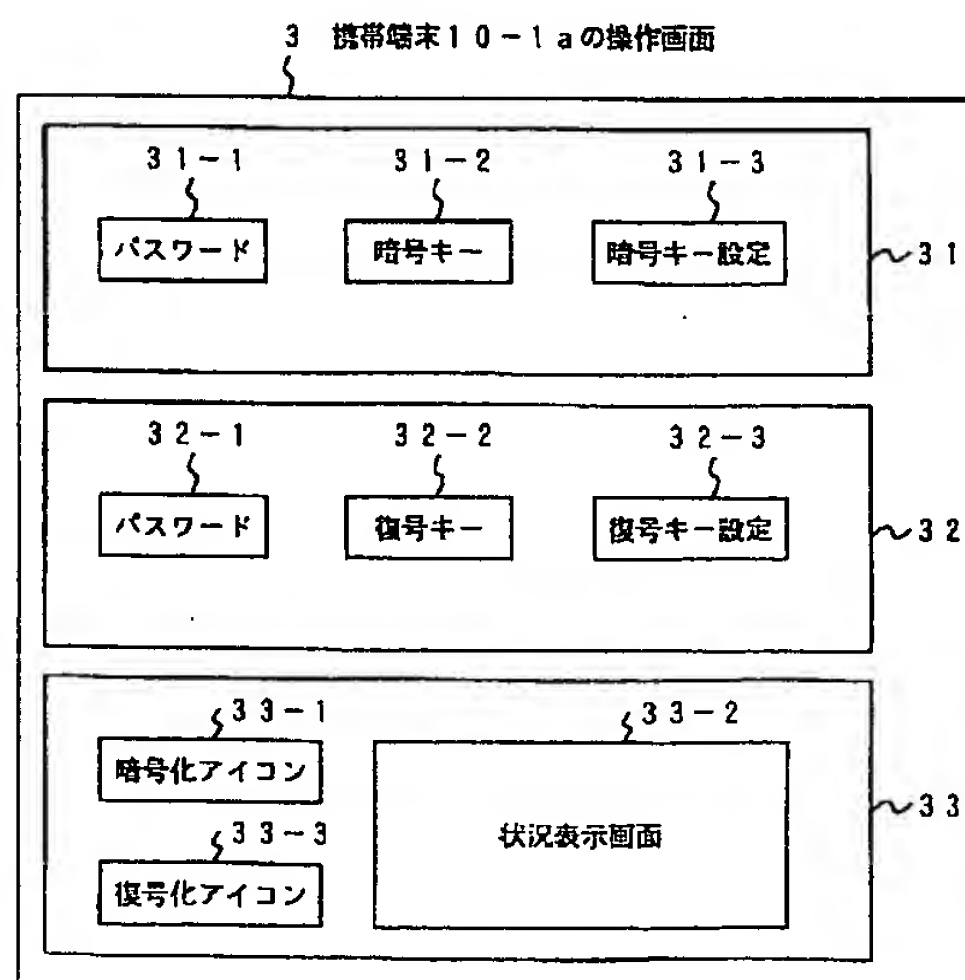 3 携帯端末10-1aの操作画面
31-1 31-2 31-3
パスワード 暗号キー 暗号キー設定
31
32-1 32-2 32-3
パスワード 復号キー 復号キー設定
32
33-1 33-2
暗号化アイコン
状況表示画面
33
33-3
復号化アイコン